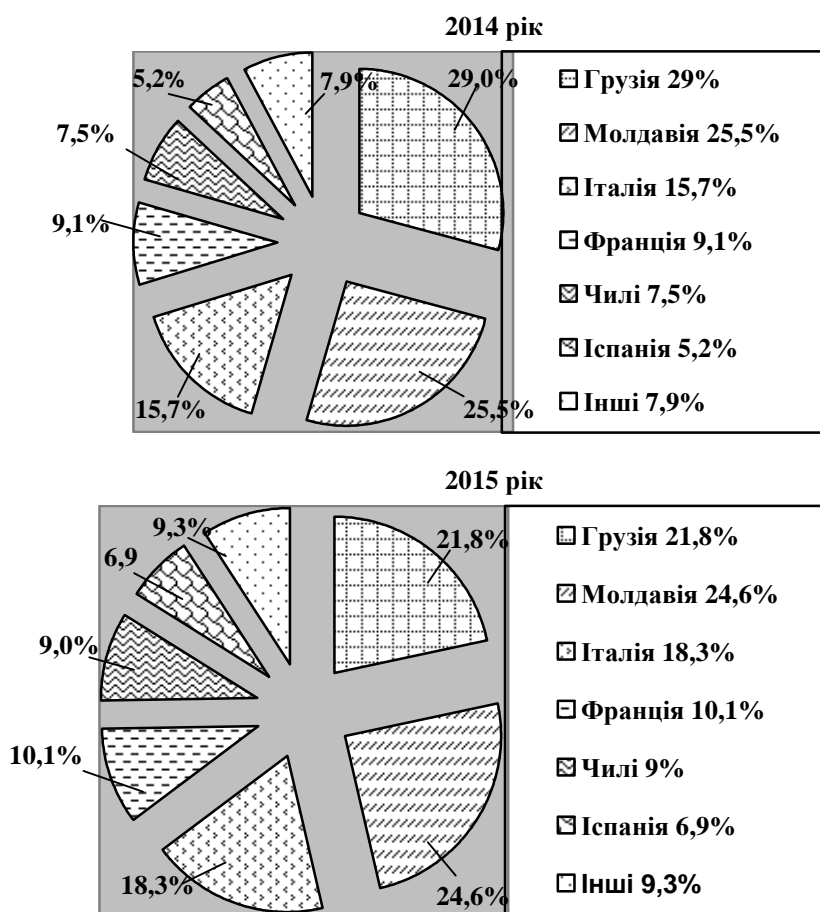 2014 рік
5,2%
7,9%
29,0%
7,5%
9,1%
15,7%
25,5%
Грузія 29%
Молдавія 25,5%
Італія 15,7%
Франція 9,1%
Чилі 7,5%
Іспанія 5,2%
Інші 7,9%
2015 рік
9,3%
21,8%
6,9
9,0%
10,1%
18,3%
24,6%
Грузія 21,8%
Молдавія 24,6%
Італія 18,3%
Франція 10,1%
Чилі 9%
Іспанія 6,9%
Інші 9,3%